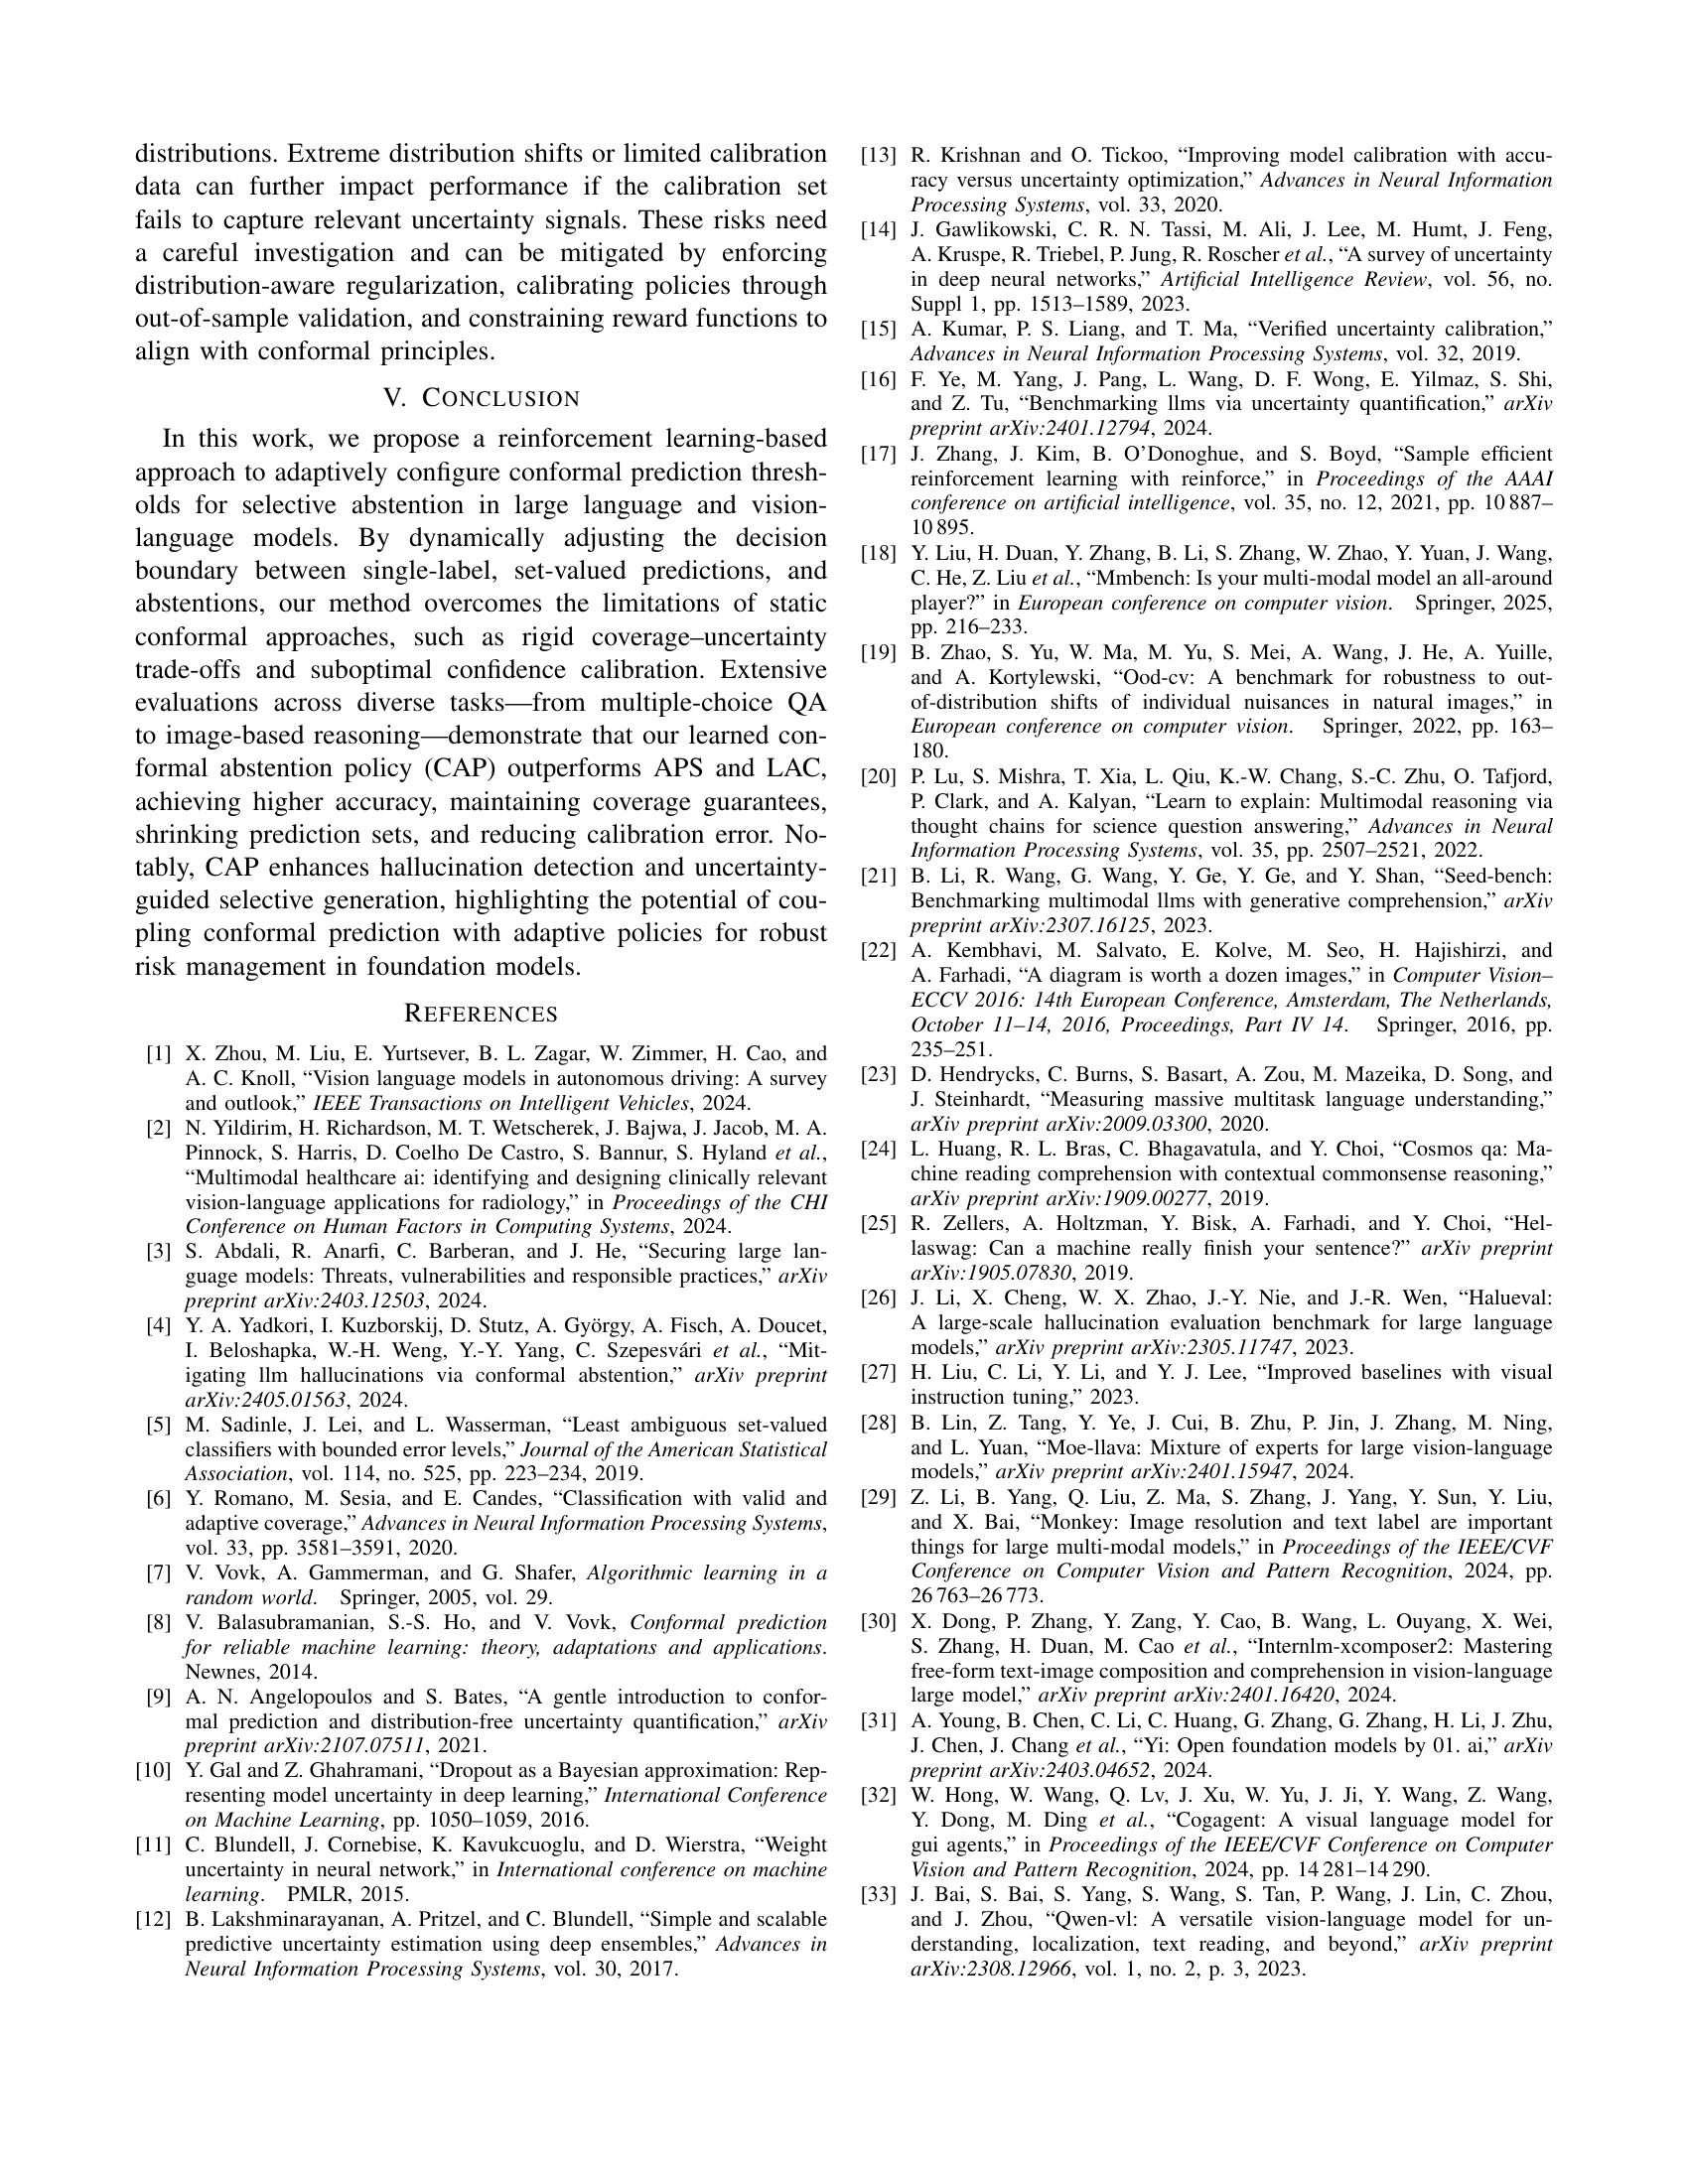 distributions. Extreme distribution shifts or limited calibration
data can further impact performance if the calibration set
fails to capture relevant uncertainty signals. These risks need
a careful investigation and can be mitigated by enforcing
distribution-aware regularization, calibrating policies through
out-of-sample validation, and constraining reward functions to
align with conformal principles.
V. CONCLUSION
In this work, we propose a reinforcement learning-based
approach to adaptively configure conformal prediction thresh-
olds for selective abstention in large language and vision-
language models. By dynamically adjusting the decision
boundary between single-label, set-valued predictions, and
abstentions, our method overcomes the limitations of static
conformal approaches, such as rigid coverage–uncertainty
trade-offs and suboptimal confidence calibration. Extensive
evaluations across diverse tasks—from multiple-choice QA
to image-based reasoning—demonstrate that our learned con-
formal abstention policy (CAP) outperforms APS and LAC,
achieving higher accuracy, maintaining coverage guarantees,
shrinking prediction sets, and reducing calibration error. No-
tably, CAP enhances hallucination detection and uncertainty-
guided selective generation, highlighting the potential of cou-
pling conformal prediction with adaptive policies for robust
risk management in foundation models.
REFERENCES
[1] X. Zhou, M. Liu, E. Yurtsever, B. L. Zagar, W. Zimmer, H. Cao, and
A. C. Knoll, “Vision language models in autonomous driving: A survey
and outlook,” IEEE Transactions on Intelligent Vehicles, 2024.
[2] N. Yildirim, H. Richardson, M. T. Wetscherek, J. Bajwa, J. Jacob, M. A.
Pinnock, S. Harris, D. Coelho De Castro, S. Bannur, S. Hyland et al.,
“Multimodal healthcare ai: identifying and designing clinically relevant
vision-language applications for radiology,” in Proceedings of the CHI
Conference on Human Factors in Computing Systems, 2024.
[3] S. Abdali, R. Anarfi, C. Barberan, and J. He, “Securing large lan-
guage models: Threats, vulnerabilities and responsible practices,” arXiv
preprint arXiv:2403.12503, 2024.
[4] Y. A. Yadkori, I. Kuzborskij, D. Stutz, A. György, A. Fisch, A. Doucet,
I. Beloshapka, W.-H. Weng, Y.-Y. Yang, C. Szepesvári et al., “Mit-
igating llm hallucinations via conformal abstention,” arXiv preprint
arXiv:2405.01563, 2024.
[5] M. Sadinle, J. Lei, and L. Wasserman, “Least ambiguous set-valued
classifiers with bounded error levels,” Journal of the American Statistical
Association, vol. 114, no. 525, pp. 223–234, 2019.
[6] Y. Romano, M. Sesia, and E. Candes, “Classification with valid and
adaptive coverage,” Advances in Neural Information Processing Systems,
vol. 33, pp. 3581–3591, 2020.
[7] V. Vovk, A. Gammerman, and G. Shafer, Algorithmic learning in a
random world. Springer, 2005, vol. 29.
[8] V. Balasubramanian, S.-S. Ho, and V. Vovk, Conformal prediction
for reliable machine learning: theory, adaptations and applications.
Newnes, 2014.
[9] A. N. Angelopoulos and S. Bates, “A gentle introduction to confor-
mal prediction and distribution-free uncertainty quantification,” arXiv
preprint arXiv:2107.07511, 2021.
[10] Y. Gal and Z. Ghahramani, “Dropout as a Bayesian approximation: Rep-
resenting model uncertainty in deep learning,” International Conference
on Machine Learning, pp. 1050–1059, 2016.
[11] C. Blundell, J. Cornebise, K. Kavukcuoglu, and D. Wierstra, “Weight
uncertainty in neural network,” in International conference on machine
learning. PMLR, 2015.
[12] B. Lakshminarayanan, A. Pritzel, and C. Blundell, “Simple and scalable
predictive uncertainty estimation using deep ensembles,” Advances in
Neural Information Processing Systems, vol. 30, 2017.
[13] R. Krishnan and O. Tickoo, “Improving model calibration with accu-
racy versus uncertainty optimization,” Advances in Neural Information
Processing Systems, vol. 33, 2020.
[14] J. Gawlikowski, C. R. N. Tassi, M. Ali, J. Lee, M. Humt, J. Feng,
A. Kruspe, R. Triebel, P. Jung, R. Roscher et al., “A survey of uncertainty
in deep neural networks,” Artificial Intelligence Review, vol. 56, no.
Suppl 1, pp. 1513–1589, 2023.
[15] A. Kumar, P. S. Liang, and T. Ma, “Verified uncertainty calibration,”
Advances in Neural Information Processing Systems, vol. 32, 2019.
[16] F. Ye, M. Yang, J. Pang, L. Wang, D. F. Wong, E. Yilmaz, S. Shi,
and Z. Tu, “Benchmarking llms via uncertainty quantification,” arXiv
preprint arXiv:2401.12794, 2024.
[17] J. Zhang, J. Kim, B. O’Donoghue, and S. Boyd, “Sample efficient
reinforcement learning with reinforce,” in Proceedings of the AAAI
conference on artificial intelligence, vol. 35, no. 12, 2021, pp. 10 887–
10 895.
[18] Y. Liu, H. Duan, Y. Zhang, B. Li, S. Zhang, W. Zhao, Y. Yuan, J. Wang,
C. He, Z. Liu et al., “Mmbench: Is your multi-modal model an all-around
player?” in European conference on computer vision. Springer, 2025,
pp. 216–233.
[19] B. Zhao, S. Yu, W. Ma, M. Yu, S. Mei, A. Wang, J. He, A. Yuille,
and A. Kortylewski, “Ood-cv: A benchmark for robustness to out-
of-distribution shifts of individual nuisances in natural images,” in
European conference on computer vision. Springer, 2022, pp. 163–
180.
[20] P. Lu, S. Mishra, T. Xia, L. Qiu, K.-W. Chang, S.-C. Zhu, O. Tafjord,
P. Clark, and A. Kalyan, “Learn to explain: Multimodal reasoning via
thought chains for science question answering,” Advances in Neural
Information Processing Systems, vol. 35, pp. 2507–2521, 2022.
[21] B. Li, R. Wang, G. Wang, Y. Ge, Y. Ge, and Y. Shan, “Seed-bench:
Benchmarking multimodal llms with generative comprehension,” arXiv
preprint arXiv:2307.16125, 2023.
[22] A. Kembhavi, M. Salvato, E. Kolve, M. Seo, H. Hajishirzi, and
A. Farhadi, “A diagram is worth a dozen images,” in Computer Vision–
ECCV 2016: 14th European Conference, Amsterdam, The Netherlands,
October 11–14, 2016, Proceedings, Part IV 14. Springer, 2016, pp.
235–251.
[23] D. Hendrycks, C. Burns, S. Basart, A. Zou, M. Mazeika, D. Song, and
J. Steinhardt, “Measuring massive multitask language understanding,”
arXiv preprint arXiv:2009.03300, 2020.
[24] L. Huang, R. L. Bras, C. Bhagavatula, and Y. Choi, “Cosmos qa: Ma-
chine reading comprehension with contextual commonsense reasoning,”
arXiv preprint arXiv:1909.00277, 2019.
[25] R. Zellers, A. Holtzman, Y. Bisk, A. Farhadi, and Y. Choi, “Hel-
laswag: Can a machine really finish your sentence?” arXiv preprint
arXiv:1905.07830, 2019.
[26] J. Li, X. Cheng, W. X. Zhao, J.-Y. Nie, and J.-R. Wen, “Halueval:
A large-scale hallucination evaluation benchmark for large language
models,” arXiv preprint arXiv:2305.11747, 2023.
[27] H. Liu, C. Li, Y. Li, and Y. J. Lee, “Improved baselines with visual
instruction tuning,” 2023.
[28] B. Lin, Z. Tang, Y. Ye, J. Cui, B. Zhu, P. Jin, J. Zhang, M. Ning,
and L. Yuan, “Moe-llava: Mixture of experts for large vision-language
models,” arXiv preprint arXiv:2401.15947, 2024.
[29] Z. Li, B. Yang, Q. Liu, Z. Ma, S. Zhang, J. Yang, Y. Sun, Y. Liu,
and X. Bai, “Monkey: Image resolution and text label are important
things for large multi-modal models,” in Proceedings of the IEEE/CVF
Conference on Computer Vision and Pattern Recognition, 2024, pp.
26 763–26 773.
[30] X. Dong, P. Zhang, Y. Zang, Y. Cao, B. Wang, L. Ouyang, X. Wei,
S. Zhang, H. Duan, M. Cao et al., “Internlm-xcomposer2: Mastering
free-form text-image composition and comprehension in vision-language
large model,” arXiv preprint arXiv:2401.16420, 2024.
[31] A. Young, B. Chen, C. Li, C. Huang, G. Zhang, G. Zhang, H. Li, J. Zhu,
J. Chen, J. Chang et al., “Yi: Open foundation models by 01. ai,” arXiv
preprint arXiv:2403.04652, 2024.
[32] W. Hong, W. Wang, Q. Lv, J. Xu, W. Yu, J. Ji, Y. Wang, Z. Wang,
Y. Dong, M. Ding et al., “Cogagent: A visual language model for
gui agents,” in Proceedings of the IEEE/CVF Conference on Computer
Vision and Pattern Recognition, 2024, pp. 14 281–14 290.
[33] J. Bai, S. Bai, S. Yang, S. Wang, S. Tan, P. Wang, J. Lin, C. Zhou,
and J. Zhou, “Qwen-vl: A versatile vision-language model for un-
derstanding, localization, text reading, and beyond,” arXiv preprint
arXiv:2308.12966, vol. 1, no. 2, p. 3, 2023.